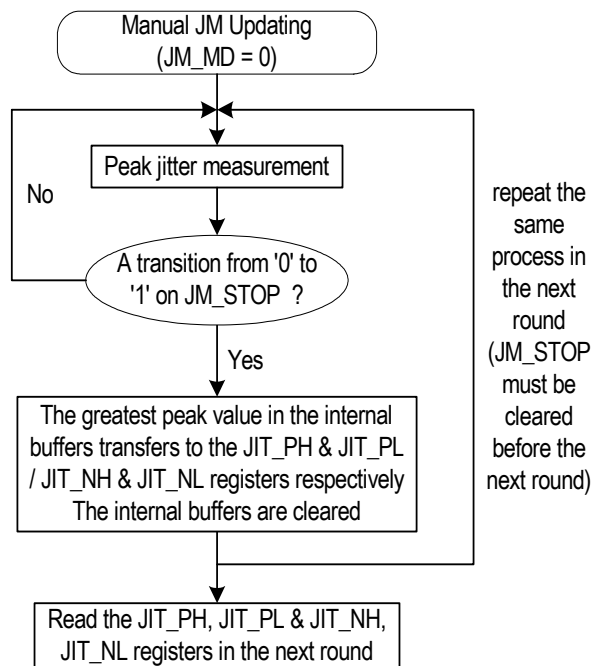 Manual JM Updating
(JM_MD = 0)
Peak jitter measurement
No
A transition from '0' to
'1' on JM_STOP ?
Yes
The greatest peak value in the internal
buffers transfers to the JIT_PH & JIT_PL
/ JIT_NH & JIT_NL registers respectively
The internal buffers are cleared
repeat the
same
process in
the next
round
(JM_STOP
must be
cleared
before the
next round)
Read the JIT_PH, JIT_PL & JIT_NH,
JIT_NL registers in the next round